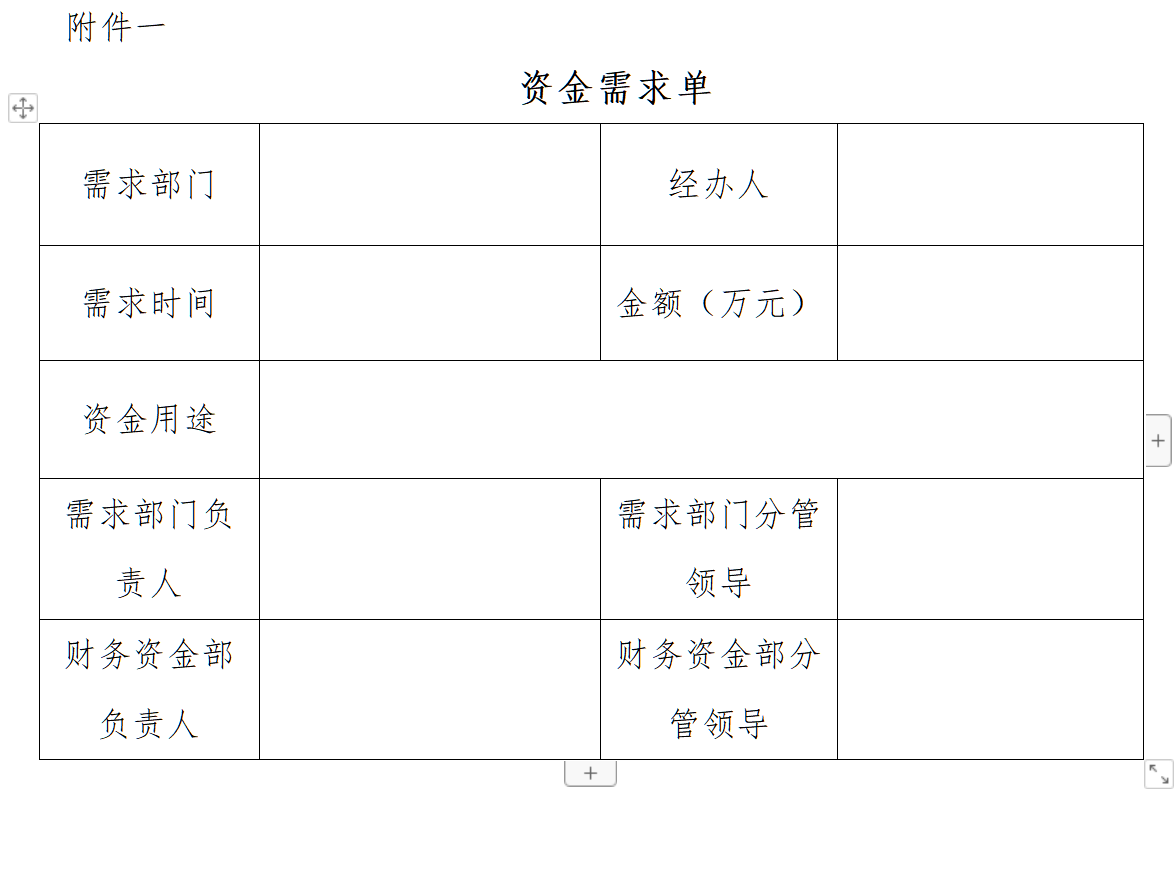 附件一
资金需求单
需求部门
经办人
需求时间
金额（万元）
资金用途
需求部门负
责人
需求部门分管
领导
财务资金部
负责人
财务资金部分
管领导